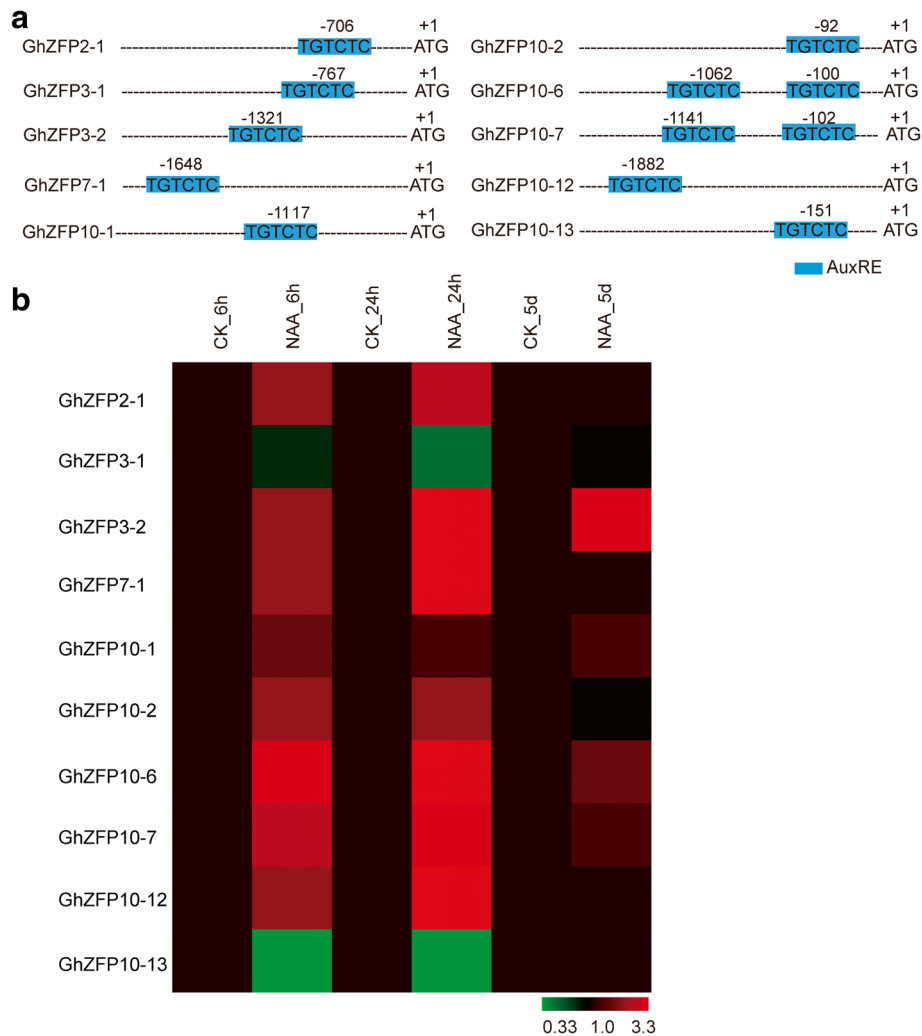 a
GhZFP2-1 -706 TGTCTC +1 ATG
GhZFP3-1 -767 TGTCTC +1 ATG
GhZFP3-2 -1321 TGTCTC +1 ATG
GhZFP7-1 -1648 TGTCTC +1 ATG
GhZFP10-1 -1117 TGTCTC +1 ATG
GhZFP10-2 -92 TGTCTC +1 ATG
GhZFP10-6 -1062 TGTCTC -100 TGTCTC +1 ATG
GhZFP10-7 -1141 TGTCTC -102 TGTCTC +1 ATG
GhZFP10-12 -1882 TGTCTC +1 ATG
GhZFP10-13 -151 TGTCTC +1 ATG
AuxRE
b
CK_6h NAA_6h CK_24h NAA_24h CK_5d NAA_5d
GhZFP2-1
GhZFP3-1
GhZFP3-2
GhZFP7-1
GhZFP10-1
GhZFP10-2
GhZFP10-6
GhZFP10-7
GhZFP10-12
GhZFP10-13
0.33 1.0 3.3